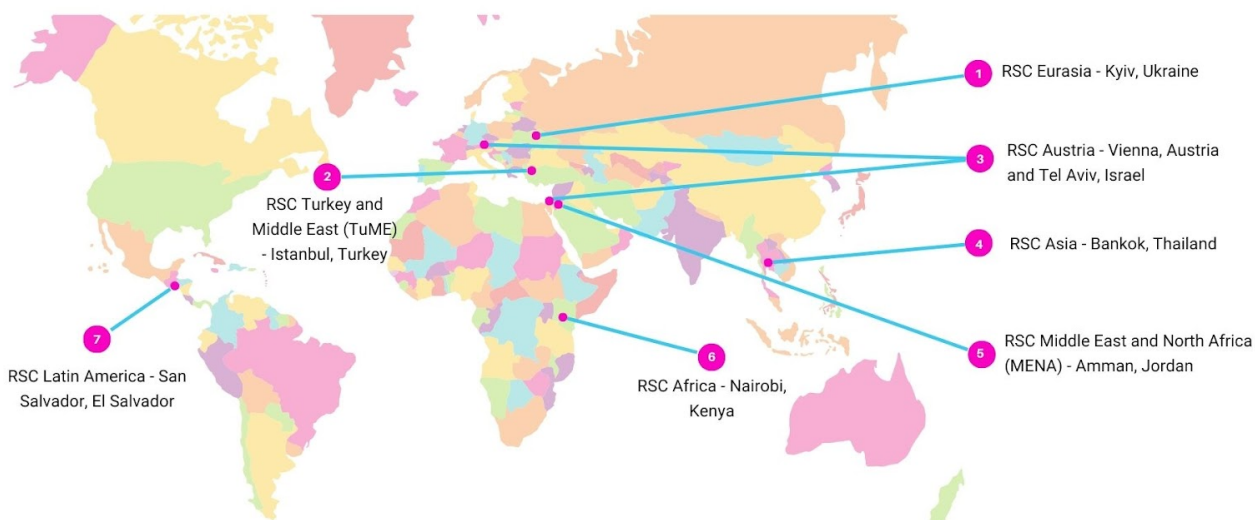 1
RSC Eurasia - Kyiv, Ukraine
2
RSC Turkey and
Middle East (TuME)
- Istanbul, Turkey
3
RSC Austria - Vienna, Austria
and Tel Aviv, Israel
4
RSC Asia - Bankok, Thailand
5
RSC Middle East and North Africa
(MENA) - Amman, Jordan
6
RSC Africa - Nairobi,
Kenya
7
RSC Latin America - San
Salvador, El Salvador